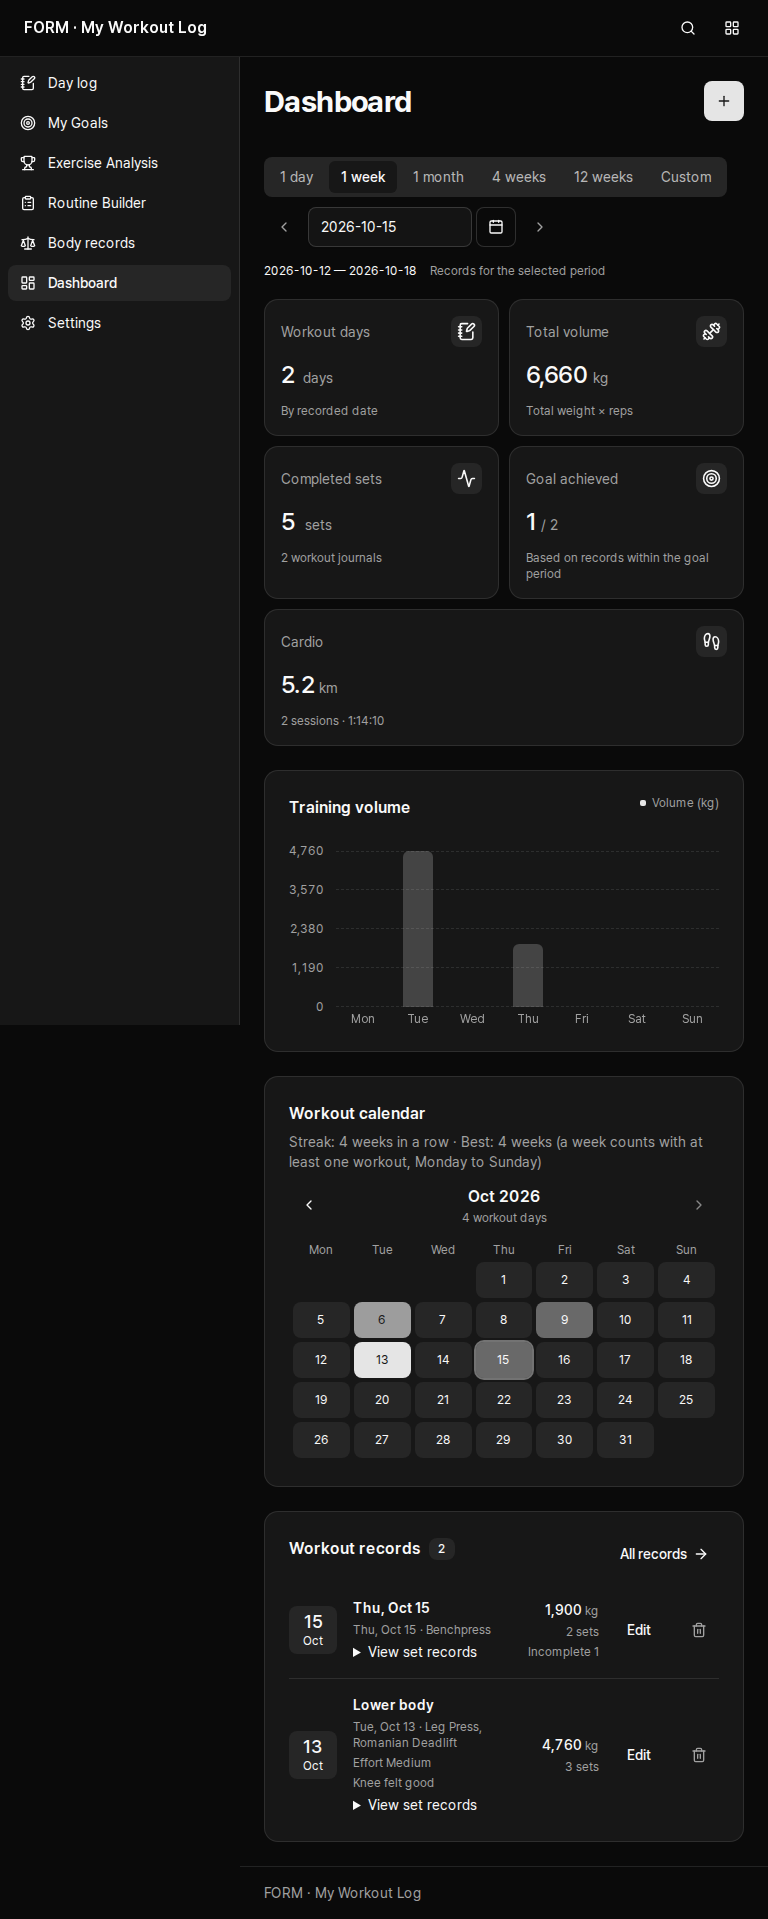 FORM · My Workout Log
Day log
My Goals
Exercise Analysis
Routine Builder
Body records
Dashboard
Settings
Dashboard
1 day 1 week 1 month 4 weeks 12 weeks Custom
2026-10-15
2026-10-12 — 2026-10-18 Records for the selected period
Workout days
2 days
By recorded date
Total volume
6,660 kg
Total weight × reps
Completed sets
5 sets
2 workout journals
Goal achieved
1 / 2
Based on records within the goal
period
Cardio
5.2 km
2 sessions · 1:14:10
Training volume
Volume (kg)
4,760
3,570
2,380
1,190
0
Mon Tue Wed Thu Fri Sat Sun
Workout calendar
Streak: 4 weeks in a row · Best: 4 weeks (a week counts with at
least one workout, Monday to Sunday)
Oct 2026
4 workout days
Mon Tue Wed Thu Fri Sat Sun
1 2 3 4
5 6 7 8 9 10 11
12 13 14 15 16 17 18
19 20 21 22 23 24 25
26 27 28 29 30 31
Workout records 2
All records
15
Oct
Thu, Oct 15
Thu, Oct 15 · Benchpress
View set records
1,900 kg
2 sets
Incomplete 1
Edit
13
Oct
Lower body
Tue, Oct 13 · Leg Press,
Romanian Deadlift
Effort Medium
Knee felt good
View set records
4,760 kg
3 sets
Edit
FORM · My Workout Log